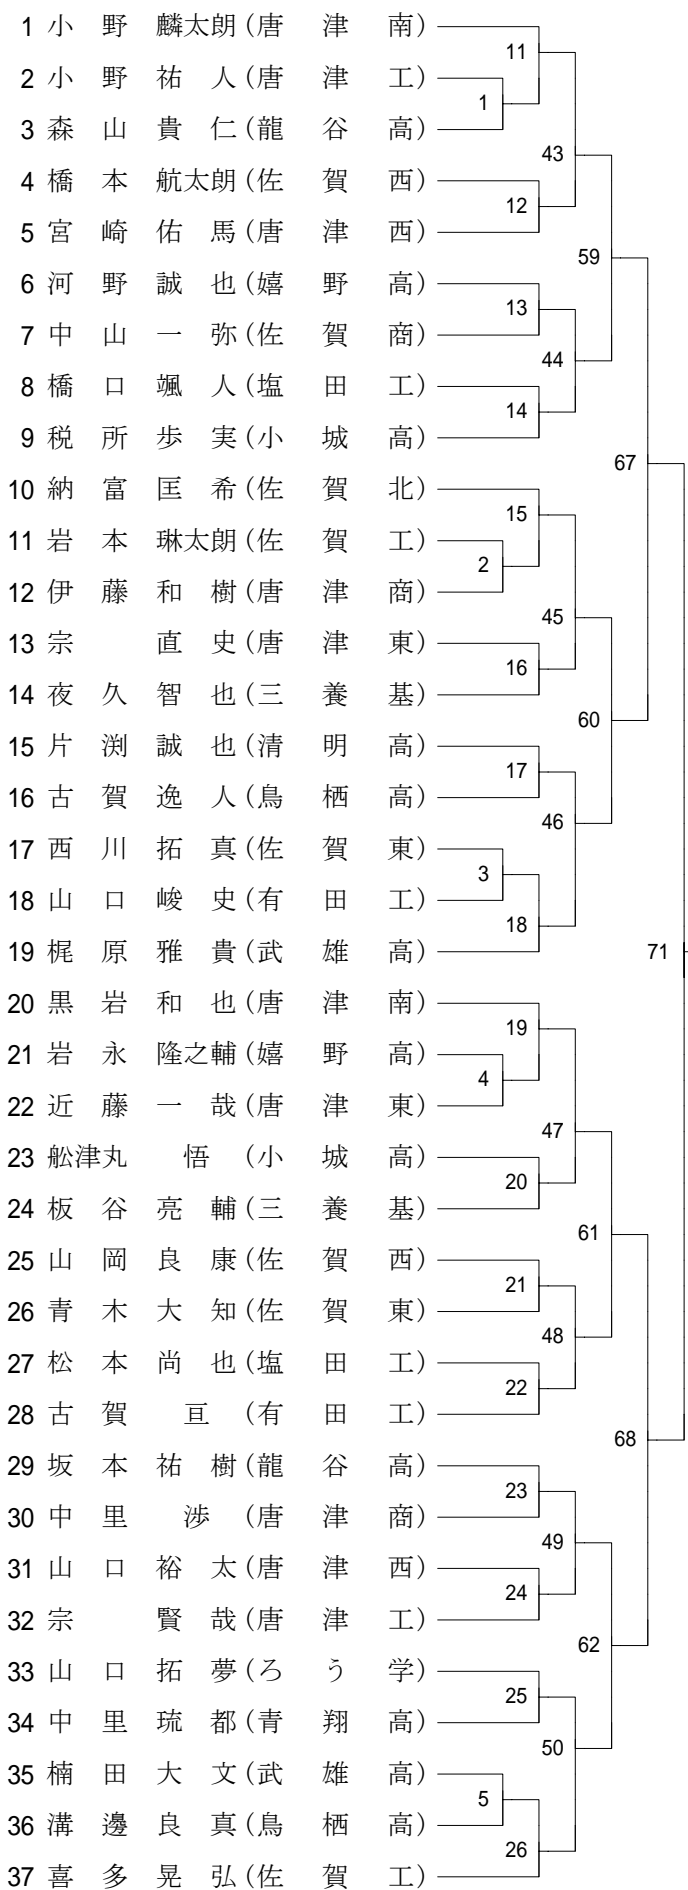 1 小 野 麟太朗(唐 津 南)
11
2 小 野 祐 人(唐 津 工)
1
3 森 山 貴 仁(龍 谷 高)
43
4 橋 本 航太朗(佐 賀 西)
12
5 宮 崎 佑 馬(唐 津 西)
59
6 河 野 誠 也(嬉 野 高)
13
7 中 山 一 弥(佐 賀 商)
44
8 橋 口 颯 人(塩 田 工)
14
9 税 所 歩 実(小 城 高)
67
10 納 富 匡 希(佐 賀 北)
15
11 岩 本 琳太朗(佐 賀 工)
2
12 伊 藤 和 樹(唐 津 商)
45
13 宗 直 史(唐 津 東)
16
14 夜 久 智 也(三 養 基)
60
15 片 渕 誠 也(清 明 高)
17
16 古 賀 逸 人(鳥 栖 高)
46
17 西 川 拓 真(佐 賀 東)
3
18 山 口 峻 史(有 田 工)
18
19 梶 原 雅 貴(武 雄 高)
71
20 黒 岩 和 也(唐 津 南)
19
21 岩 永 隆之輔(嬉 野 高)
4
22 近 藤 一 哉(唐 津 東)
47
23 舩津丸 悟 (小 城 高)
20
24 板 谷 亮 輔(三 養 基)
61
25 山 岡 良 康(佐 賀 西)
21
26 青 木 大 知(佐 賀 東)
48
27 松 本 尚 也(塩 田 工)
22
28 古 賀 亘 (有 田 工)
68
29 坂 本 祐 樹(龍 谷 高)
23
30 中 里 渉 (唐 津 商)
49
31 山 口 裕 太(唐 津 西)
24
32 宗 賢 哉(唐 津 工)
62
33 山 口 拓 夢(ろ う 学)
25
34 中 里 琉 都(青 翔 高)
50
35 楠 田 大 文(武 雄 高)
5
36 溝 邊 良 真(鳥 栖 高)
26
37 喜 多 晃 弘(佐 賀 工)